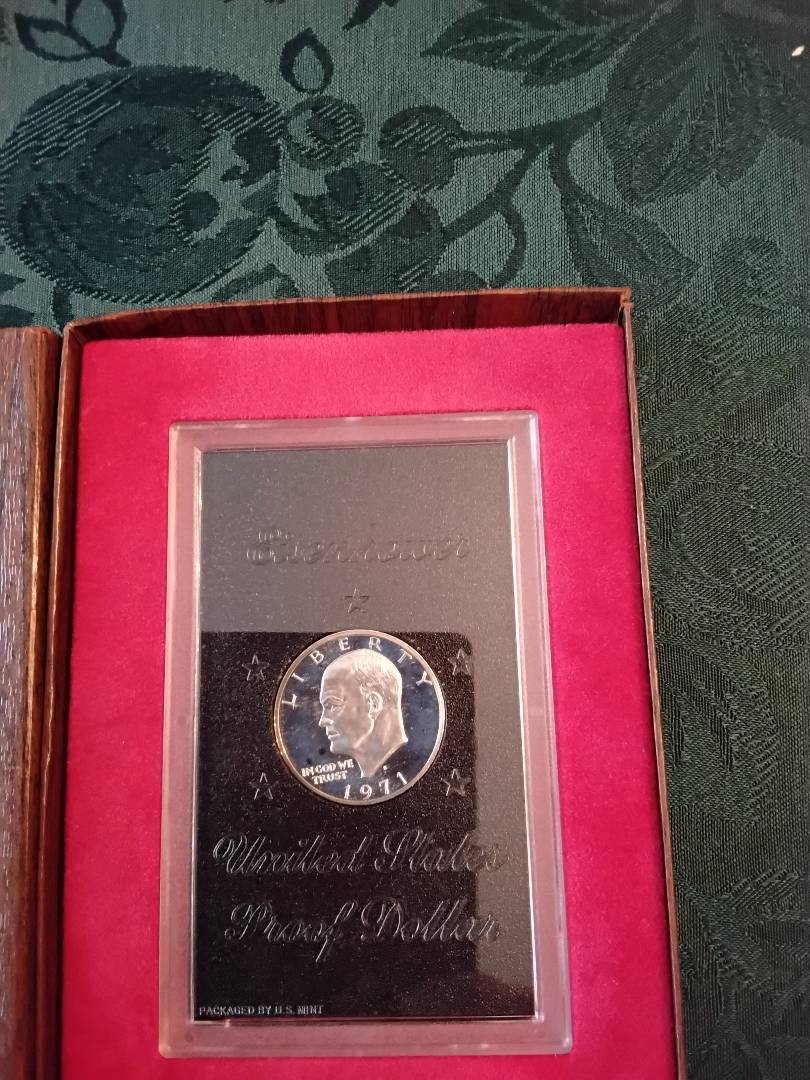 Eisenhower
LIBERTY
IN GOD WE
TRUST
1971
United States
Proof Dollar
PACKAGED BY U.S. MINT